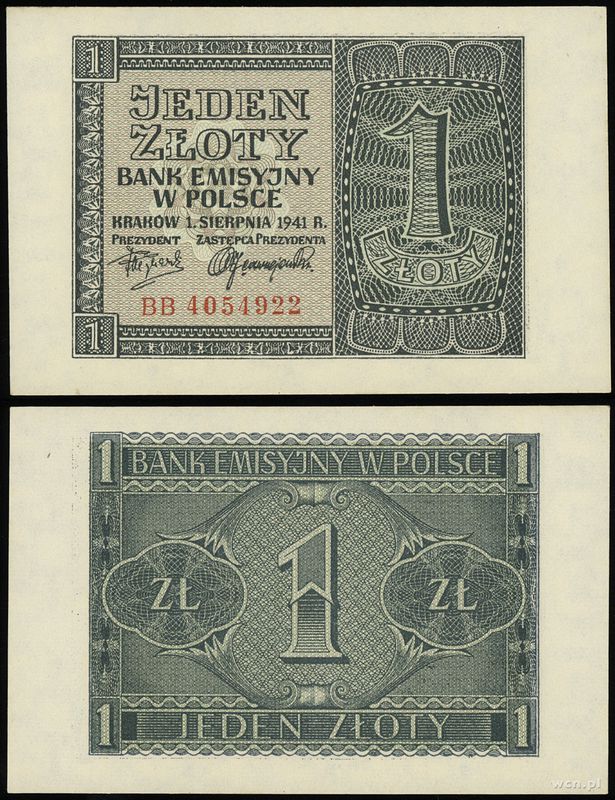 1
JEDEN
ZŁOTY
BANK EMISYJNY
W POLSCE
KRAKÓW 1. SIERPNIA 1941 R.
PREZYDENT ZASTĘPCA PREZYDENTA
BB 4054922
1
1
ZŁOTY
1 BANK EMISYJNY W POLSCE 1
ZŁ 1 ZŁ
1 JEDEN ZŁOTY 1
wcn.pl